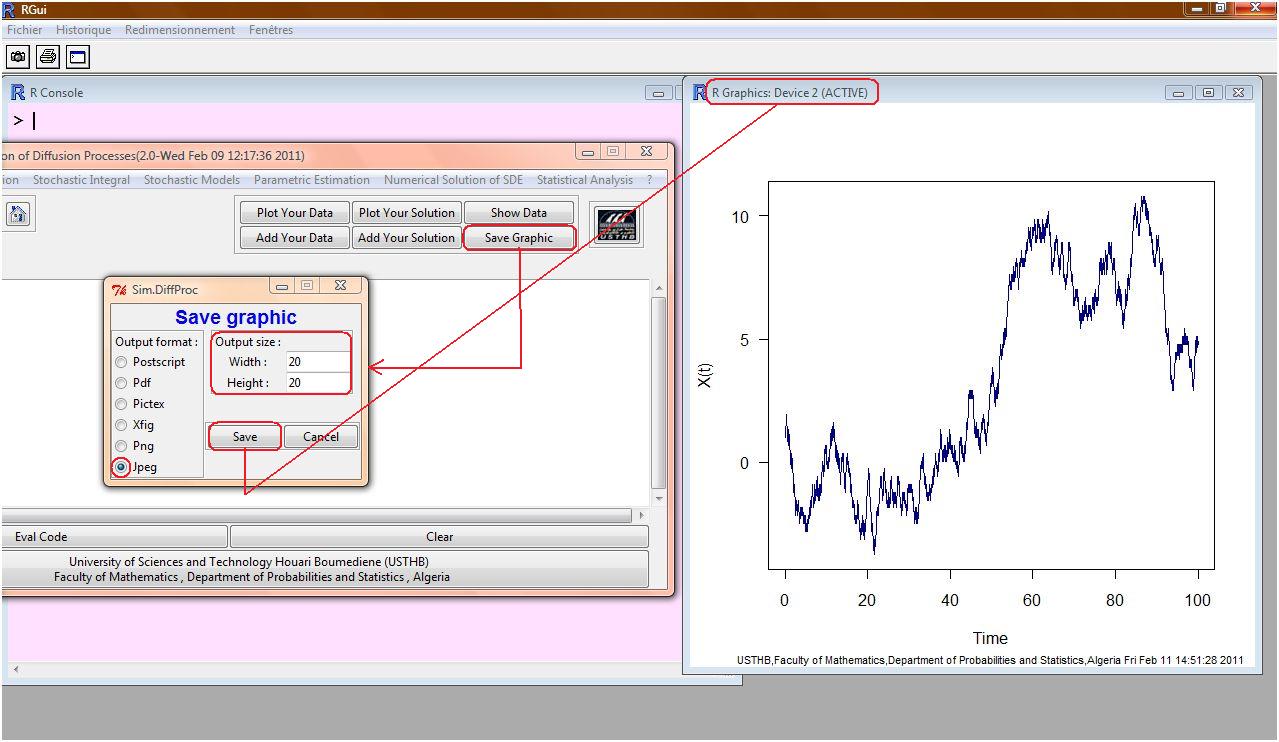 RGui
Fichier Historique Redimensionnement Fenêtres
R Console
>
on of Diffusion Processes(2.0-Wed Feb 09 12:17:36 2011)
ion Stochastic Integral Stochastic Models Parametric Estimation Numerical Solution of SDE Statistical Analysis ?
Plot Your Data Plot Your Solution Show Data
Add Your Data Add Your Solution Save Graphic
USTHB
Sim.DiffProc
Save graphic
Output format :
Postscript
Pdf
Pictex
Xfig
Png
Jpeg
Output size :
Width : 20
Height : 20
Save Cancel
Eval Code Clear
University of Sciences and Technology Houari Boumediene (USTHB)
Faculty of Mathematics , Department of Probabilities and Statistics , Algeria
R Graphics: Device 2 (ACTIVE)
10
5
0
X(t)
0 20 40 60 80 100
Time
USTHB,Faculty of Mathematics,Department of Probabilities and Statistics,Algeria Fri Feb 11 14:51:28 2011